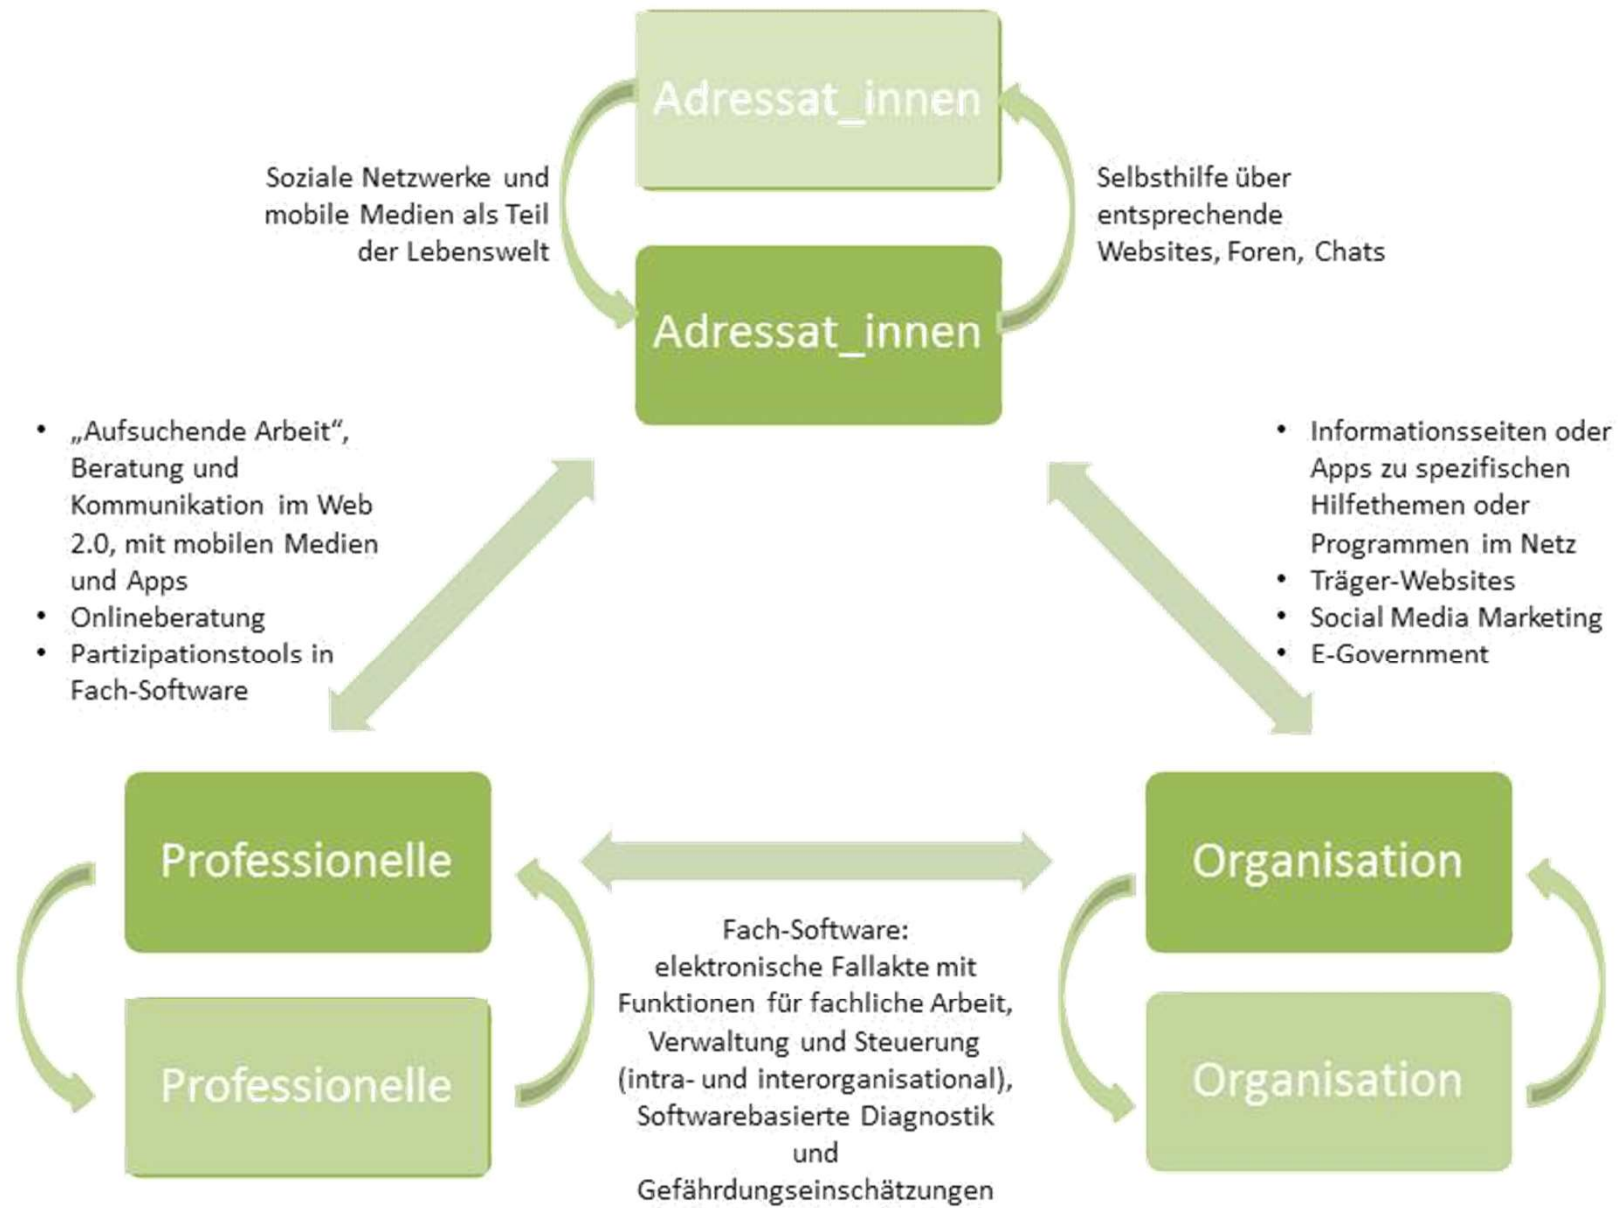 Adressat_innen
Soziale Netzwerke und
mobile Medien als Teil
der Lebenswelt
Selbsthilfe über
entsprechende
Websites, Foren, Chats
Adressat_innen
• „Aufsuchende Arbeit“,
Beratung und
Kommunikation im Web
2.0, mit mobilen Medien
und Apps
• Onlineberatung
• Partizipationstools in
Fach-Software
• Informationsseiten oder
Apps zu spezifischen
Hilfethemen oder
Programmen im Netz
• Träger-Websites
• Social Media Marketing
• E-Government
Professionelle
Organisation
Fach-Software:
elektronische Fallakte mit
Funktionen für fachliche Arbeit,
Verwaltung und Steuerung
(intra- und interorganisational),
Softwarebasierte Diagnostik
und
Gefährdungseinschätzungen
Professionelle
Organisation